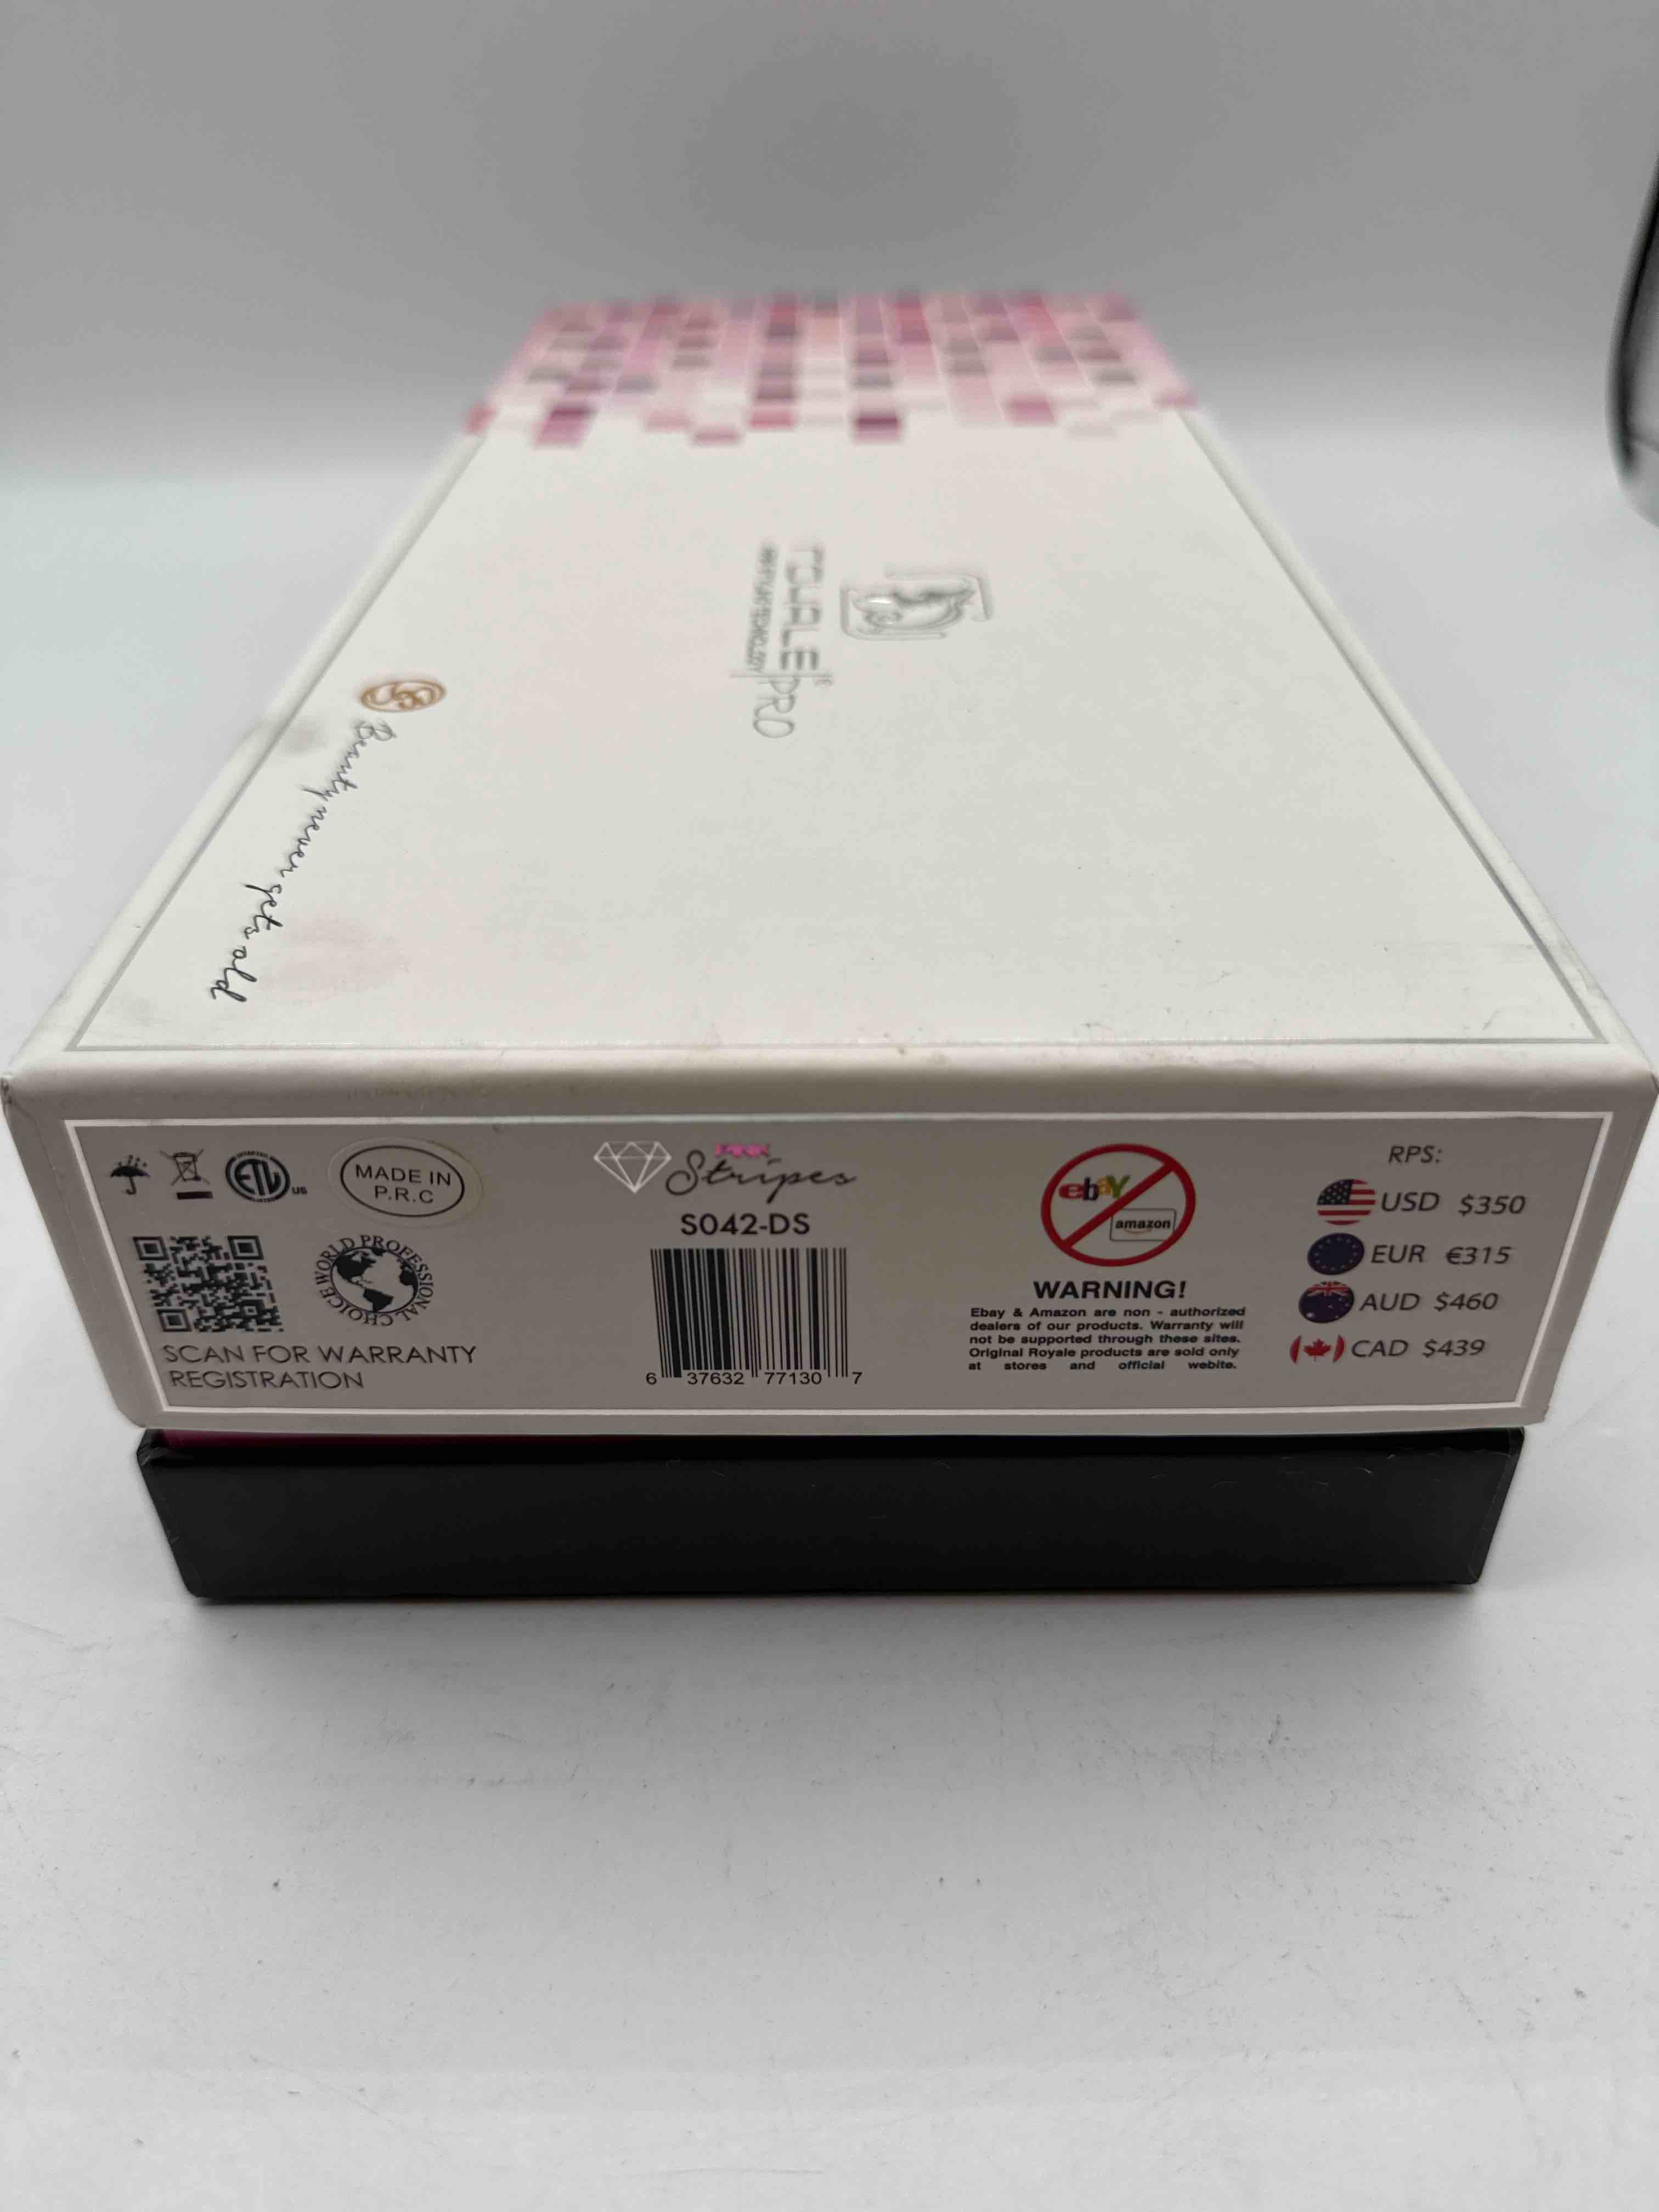 ROYALE PRO
Beauty never gets old
ETL
US
MADE IN
P.R.C
WORLD PROFESSIONAL CHOICE
SCAN FOR WARRANTY
REGISTRATION
PINK
Stripes
S042-DS
6 37632 77130 7
ebay
amazon
WARNING!
Ebay & Amazon are non - authorized
dealers of our products. Warranty will
not be supported through these sites.
Original Royale products are sold only
at stores and official webite.
RPS:
USD $350
EUR €315
AUD $460
CAD $439